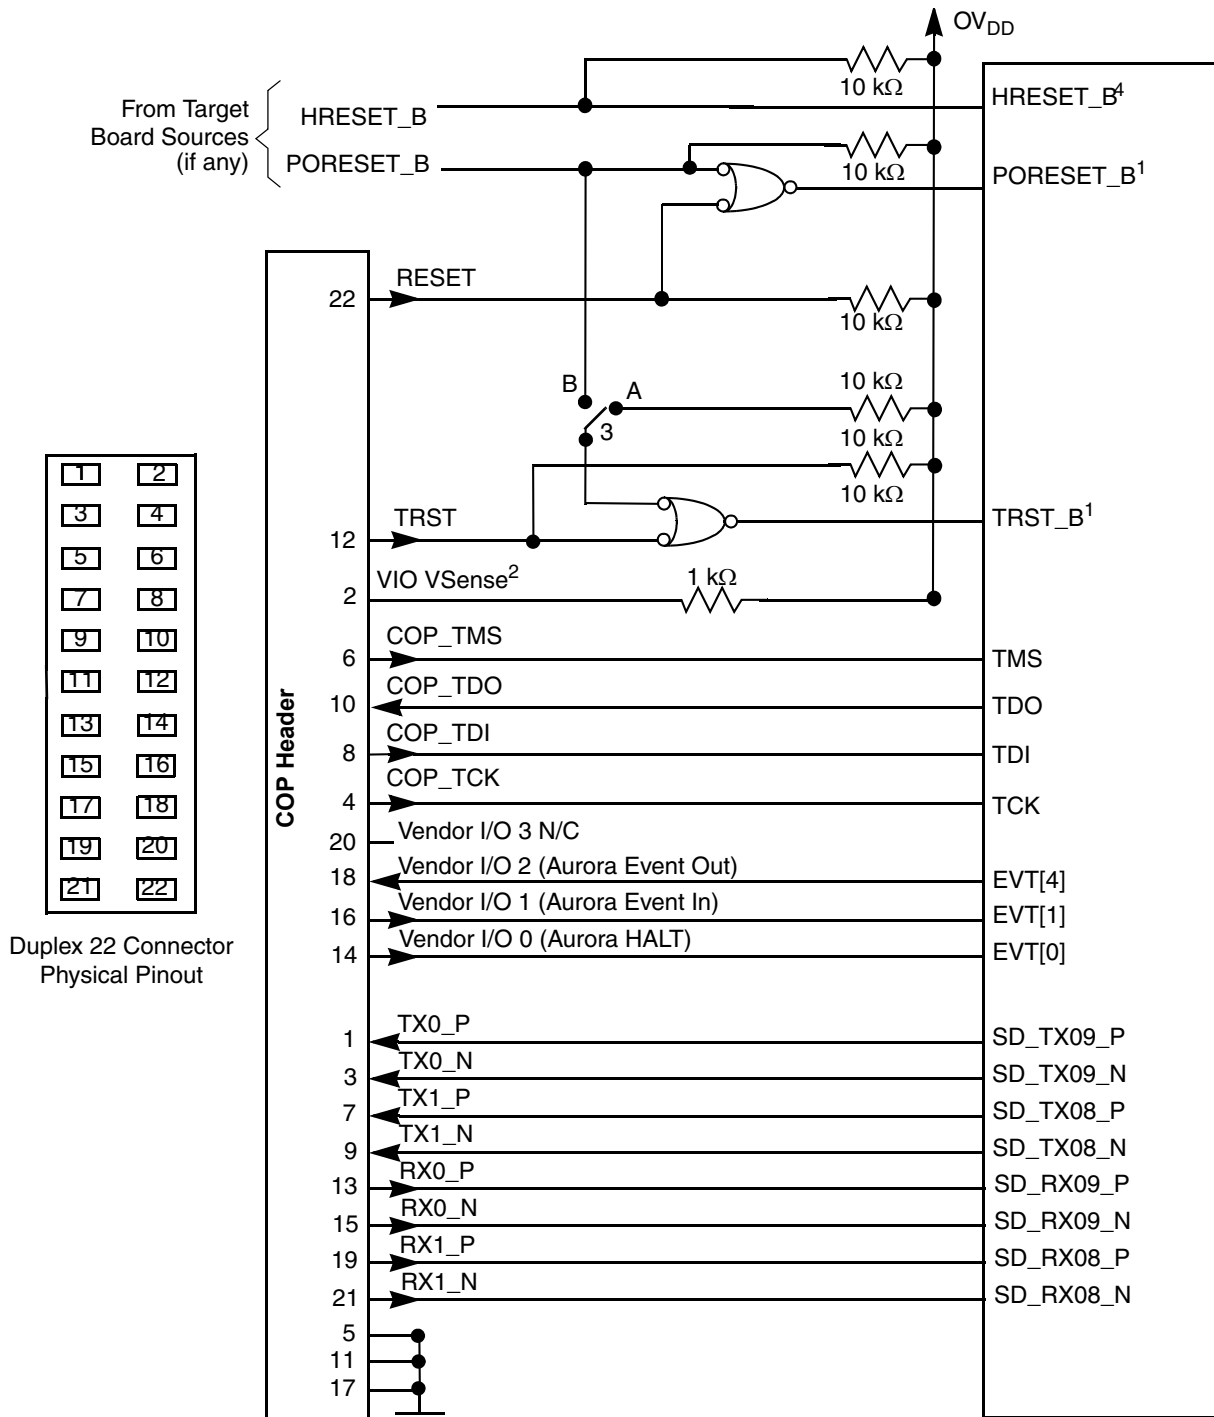 OVDD
10 kΩ
HRESET_B4
From Target
Board Sources
(if any)
HRESET_B
PORESET_B
10 kΩ
PORESET_B1
RESET
22
10 kΩ
B
A
3
10 kΩ
10 kΩ
10 kΩ
TRST
12
TRST_B1
VIO VSense2
2
1 kΩ
COP_TMS
6
TMS
COP_TDO
10
TDO
COP_TDI
8
TDI
COP_TCK
4
TCK
COP Header
20
Vendor I/O 3 N/C
18
Vendor I/O 2 (Aurora Event Out)
EVT[4]
16
Vendor I/O 1 (Aurora Event In)
EVT[1]
14
Vendor I/O 0 (Aurora HALT)
EVT[0]
1 2
3 4
5 6
7 8
9 10
11 12
13 14
15 16
17 18
19 20
21 22
Duplex 22 Connector
Physical Pinout
1
TX0_P
SD_TX09_P
3
TX0_N
SD_TX09_N
7
TX1_P
SD_TX08_P
9
TX1_N
SD_TX08_N
13
RX0_P
SD_RX09_P
15
RX0_N
SD_RX09_N
19
RX1_P
SD_RX08_P
21
RX1_N
SD_RX08_N
5
11
17